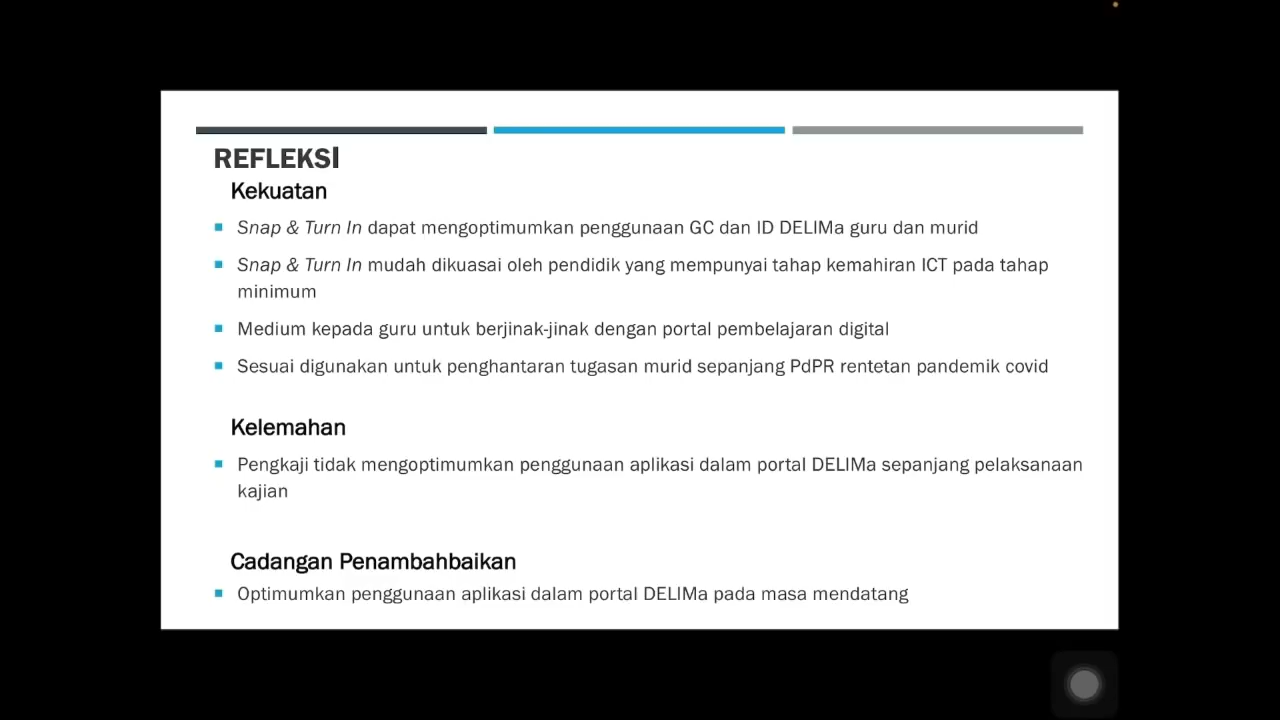 REFLEKSI
Kekuatan
Snap & Turn In dapat mengoptimumkan penggunaan GC dan ID DELIMa guru dan murid
Snap & Turn In mudah dikuasai oleh pendidik yang mempunyai tahap kemahiran ICT pada tahap
minimum
Medium kepada guru untuk berjinak-jinak dengan portal pembelajaran digital
Sesuai digunakan untuk penghantaran tugasan murid sepanjang PdPR rentetan pandemik covid
Kelemahan
Pengkaji tidak mengoptimumkan penggunaan aplikasi dalam portal DELIMa sepanjang pelaksanaan
kajian
Cadangan Penambahbaikan
Optimumkan penggunaan aplikasi dalam portal DELIMa pada masa mendatang